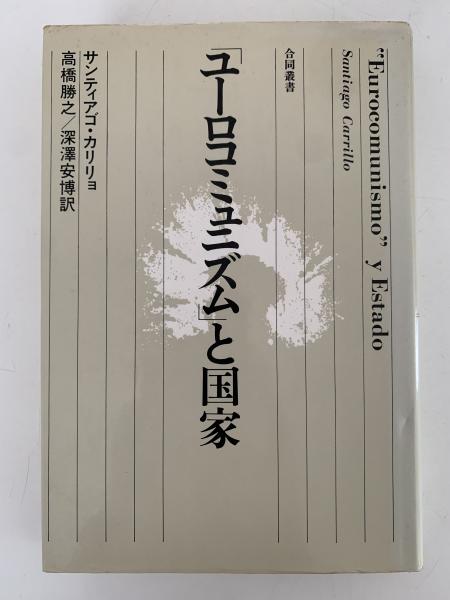 “Eurocomunismo” y Estado
Santiago Carrillo
合同叢書
「ユーロコミュニズム」と国家
サンティアゴ・カリリョ
高橋勝之／深澤安博訳